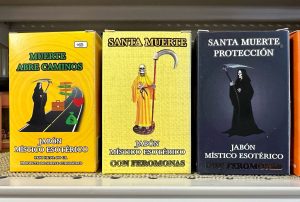 MUERTE
ABRE CAMINOS
JABÓN
MÍSTICO ESOTÉRICO
SANTA MUERTE
JABÓN
MÍSTICO ESOTÉRICO
CON FEROMONAS
SANTA MUERTE
PROTECCIÓN
JABÓN
MÍSTICO ESOTÉRICO